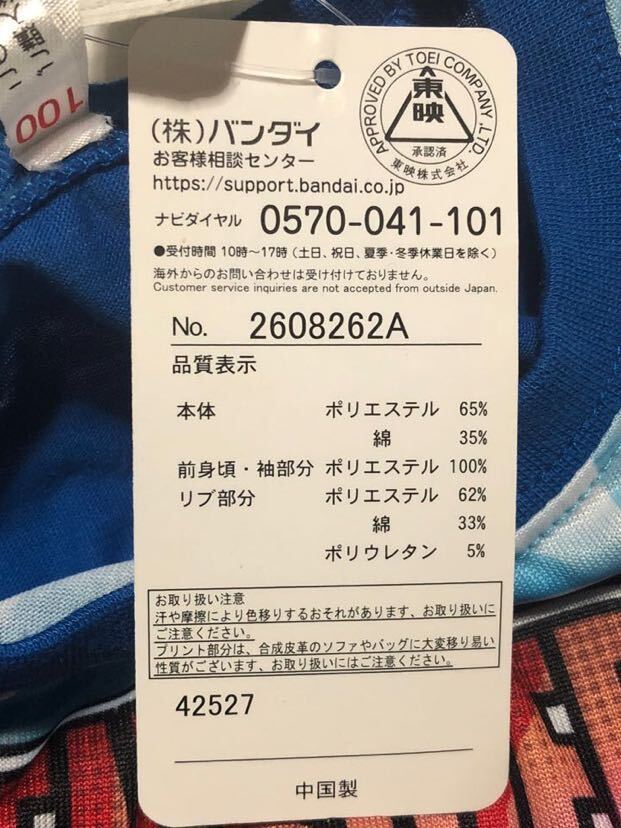 100
APPROVED BY TOEI COMPANY, LTD.
東映
承認済
東映株式会社
(株)バンダイ
お客様相談センター
https://support.bandai.co.jp
ナビダイヤル 0570-041-101
●受付時間 10時〜17時(土日、祝日、夏季・冬季休業日を除く)
海外からのお問い合わせは受け付けておりません。
Customer service inquiries are not accepted from outside Japan.
No. 2608262A
品質表示
本体 ポリエステル 65%
綿 35%
前身頃・袖部分 ポリエステル 100%
リブ部分 ポリエステル 62%
綿 33%
ポリウレタン 5%
お取り扱い注意
汗や摩擦により色移りするおそれがあります、お取り扱いに
ご注意ください。
プリント部分は、合成皮革のソファやバッグに大変移り易い
性質がございます、お取り扱いにはご注意ください。
42527
中国製